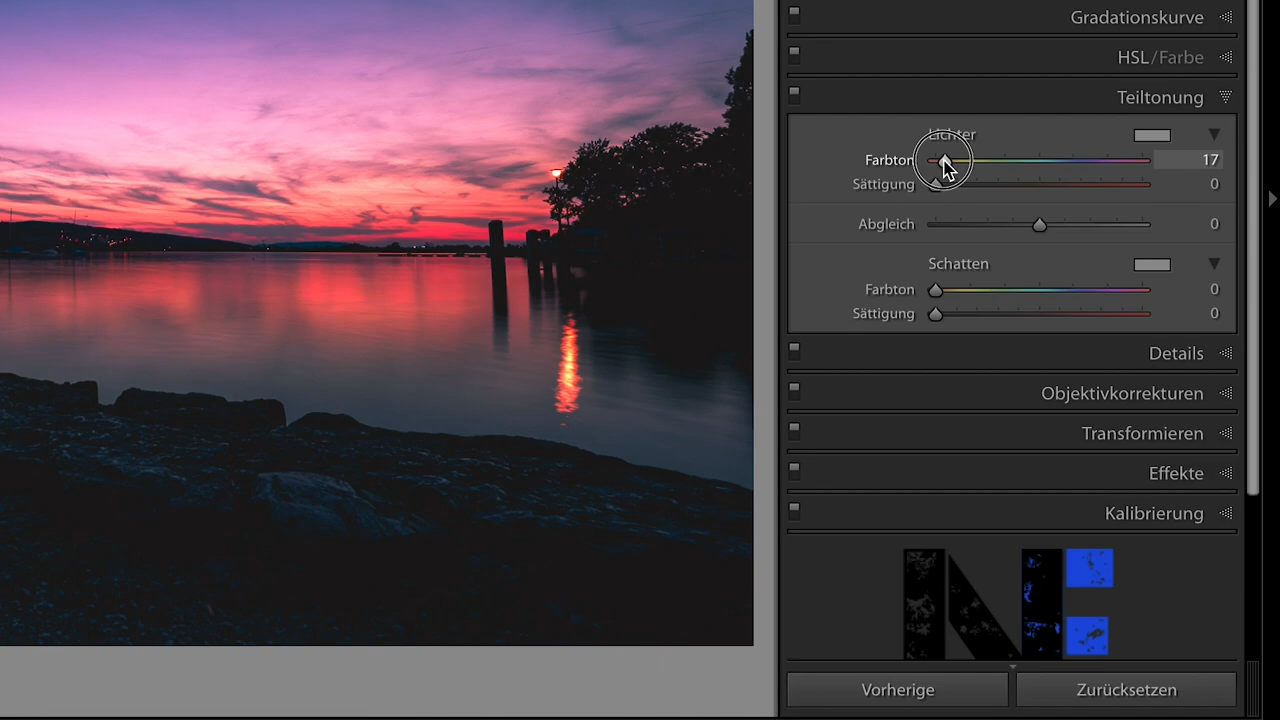 Gradationskurve
HSL/Farbe
Teiltonung
Lichter
Farbton 17
Sättigung 0
Abgleich 0
Schatten
Farbton 0
Sättigung 0
Details
Objektivkorrekturen
Transformieren
Effekte
Kalibrierung
Vorherige Zurücksetzen